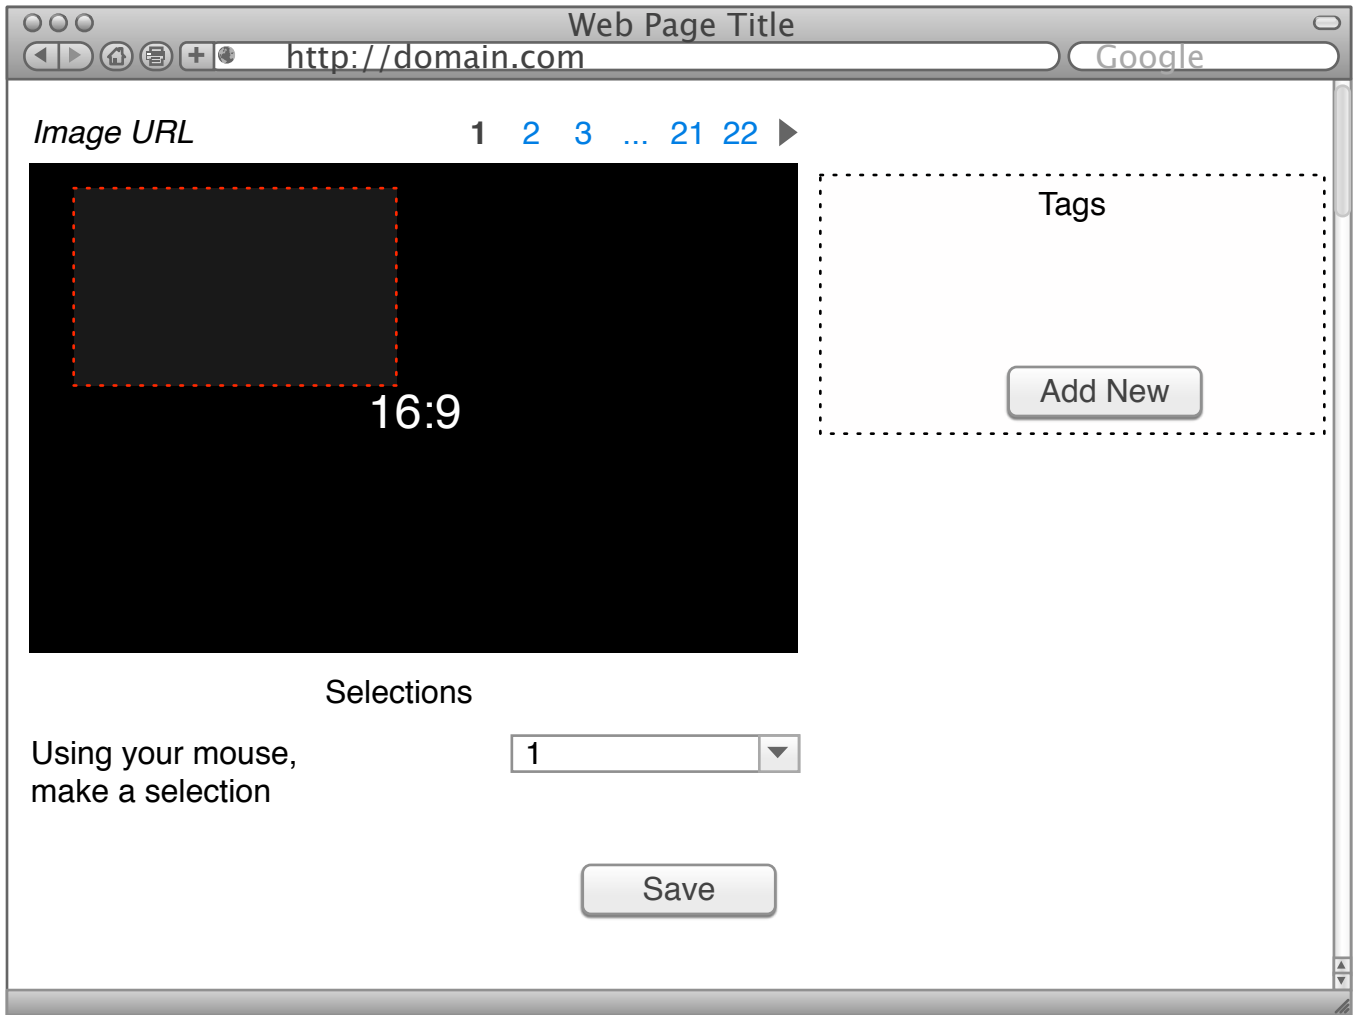 Web Page Title
http://domain.com
Google
Image URL
1 2 3 ... 21 22
Tags
Add New
16:9
Selections
Using your mouse,
make a selection
1
Save